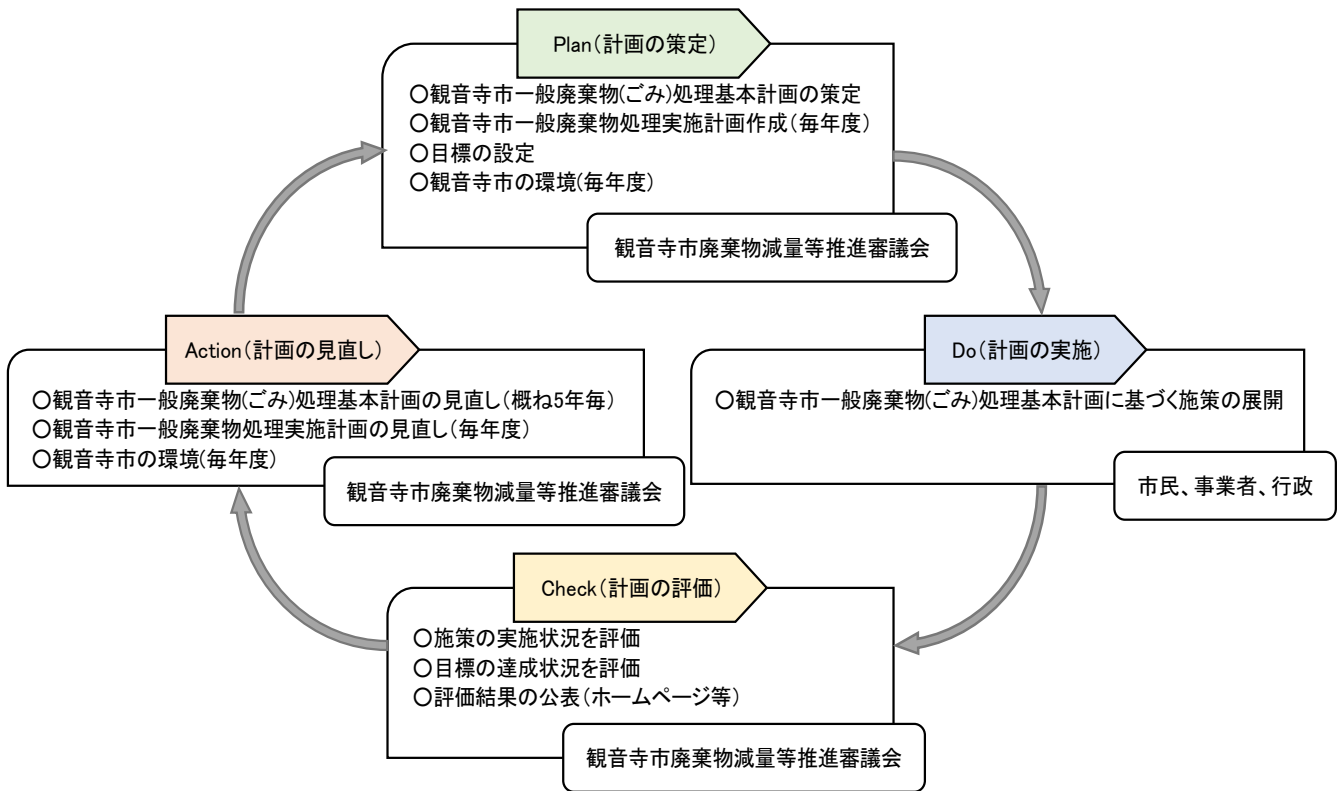 Plan(計画の策定)
○観音寺市一般廃棄物(ごみ)処理基本計画の策定
○観音寺市一般廃棄物処理実施計画作成(毎年度)
○目標の設定
○観音寺市の環境(毎年度)
観音寺市廃棄物減量等推進審議会
Do(計画の実施)
○観音寺市一般廃棄物(ごみ)処理基本計画に基づく施策の展開
市民、事業者、行政
Check(計画の評価)
○施策の実施状況を評価
○目標の達成状況を評価
○評価結果の公表(ホームページ等)
観音寺市廃棄物減量等推進審議会
Action(計画の見直し)
○観音寺市一般廃棄物(ごみ)処理基本計画の見直し(概ね5年毎)
○観音寺市一般廃棄物処理実施計画の見直し(毎年度)
○観音寺市の環境(毎年度)
観音寺市廃棄物減量等推進審議会